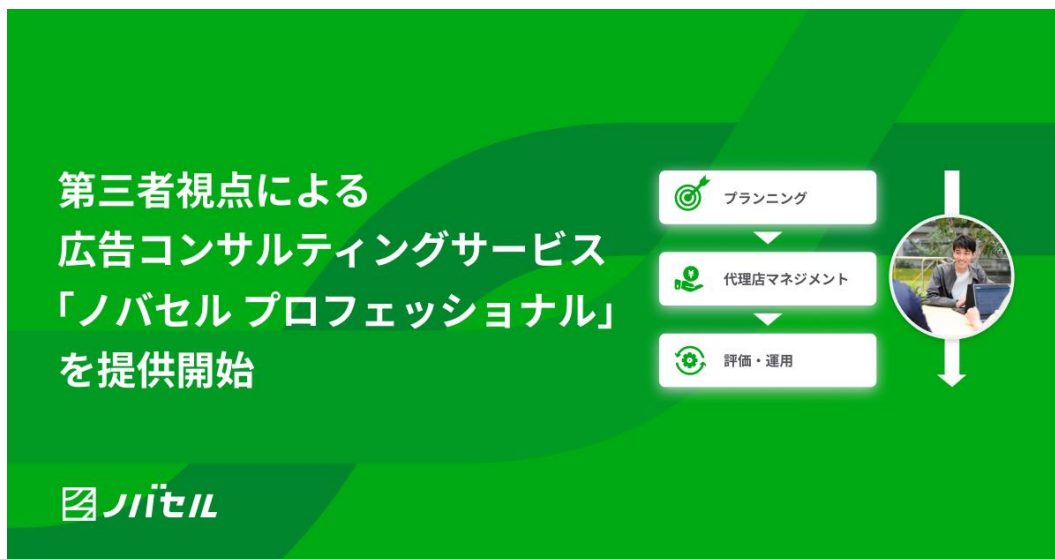 第三者視点による
広告コンサルティングサービス
「ノバセル プロフェッショナル」
を提供開始
プランニング
代理店マネジメント
評価・運用
ノバセル